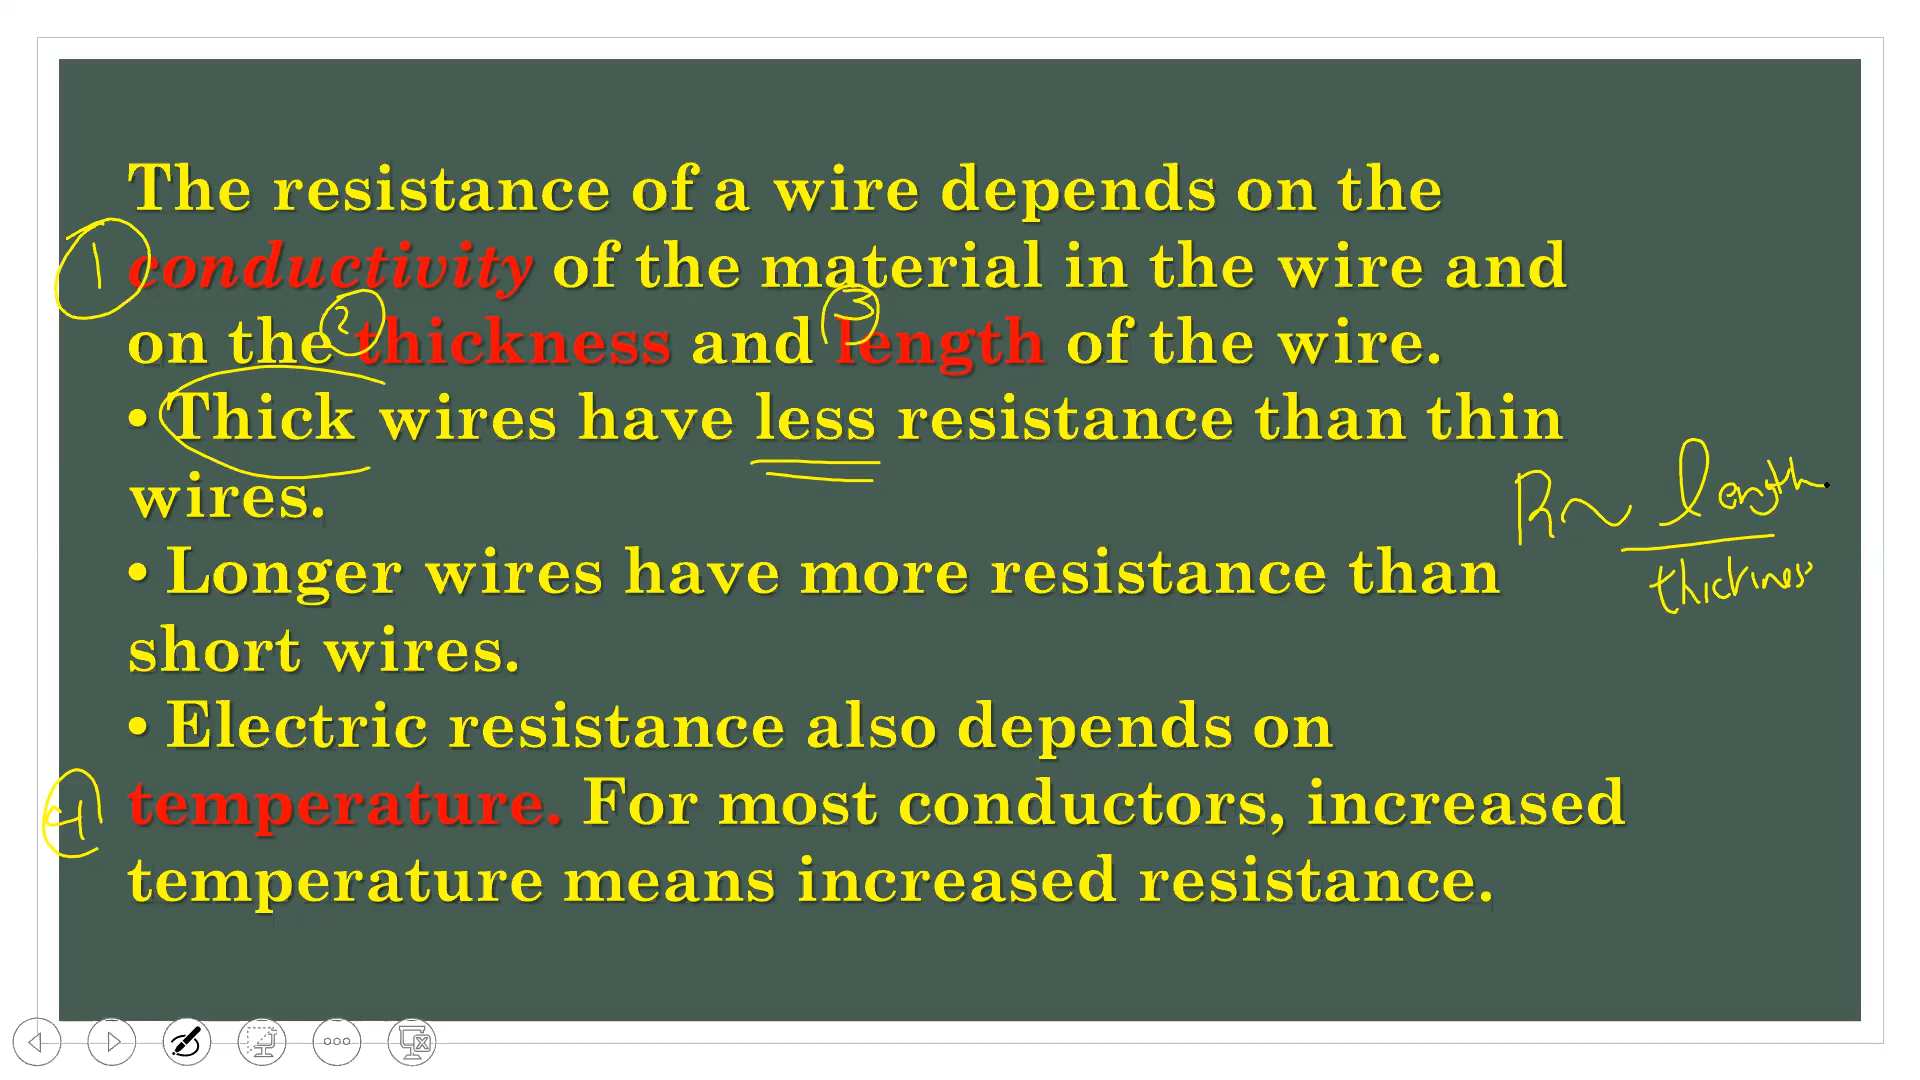 The resistance of a wire depends on the
1 conductivity of the material in the wire and
on the 2 thickness and 3 length of the wire.
• Thick wires have less resistance than thin
wires.
• Longer wires have more resistance than
short wires.
• Electric resistance also depends on
4 temperature. For most conductors, increased
temperature means increased resistance.
R ~ length
thickness